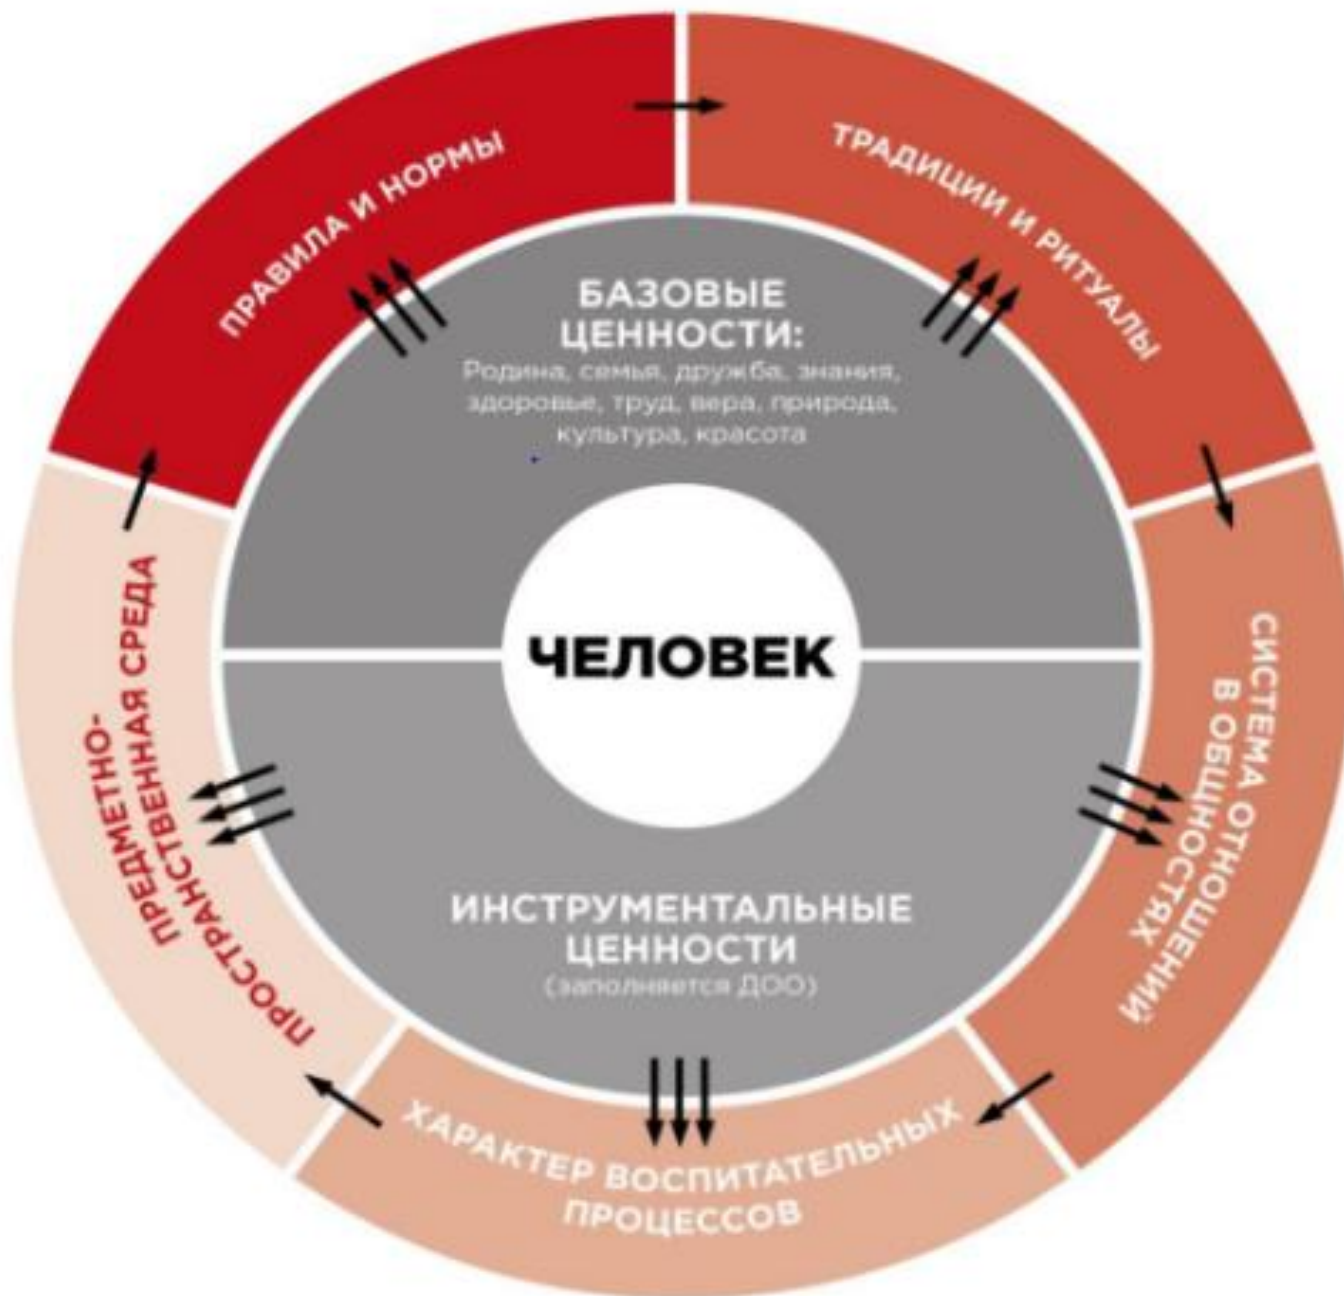 ПРАВИЛА И НОРМЫ
ТРАДИЦИИ И РИТУАЛЫ
БАЗОВЫЕ
ЦЕННОСТИ:
Родина, семья, дружба, знания,
здоровье, труд, вера, природа,
культура, красота
ЧЕЛОВЕК
ПРЕДМЕТНО-
ПРОСТРАНСТВЕННАЯ СРЕДА
СИСТЕМА ОТНОШЕНИЙ
В ОБЩНОСТЯХ
ИНСТРУМЕНТАЛЬНЫЕ
ЦЕННОСТИ
(заполняется ДОО)
ХАРАКТЕР ВОСПИТАТЕЛЬНЫХ
ПРОЦЕССОВ